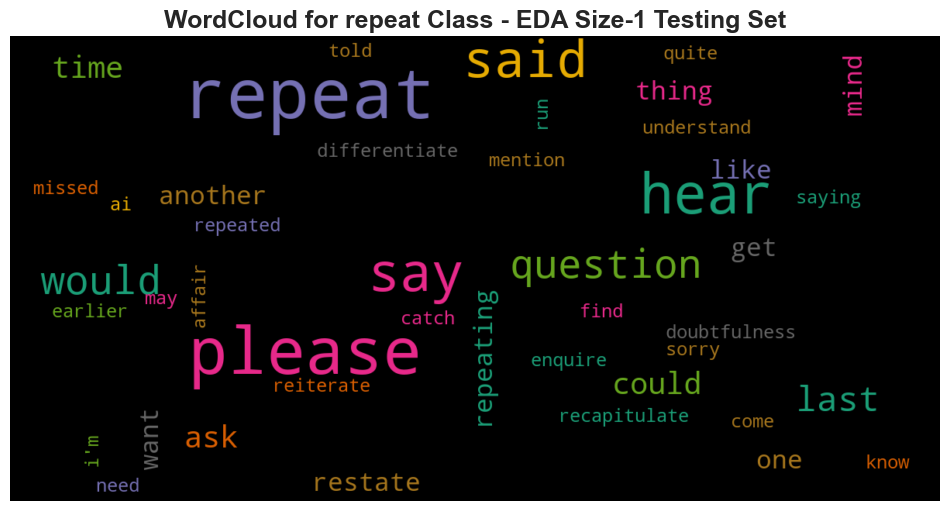 WordCloud for repeat Class - EDA Size-1 Testing Set
told
said
quite
time
repeat
thing
mind
run
understand
differentiate
mention
like
missed
another
hear
saying
ai
repeated
get
would
say
question
affair
may
earlier
catch
repeating
find
doubtfulness
please
sorry
enquire
reiterate
could
last
recapitulate
come
want
ask
i'm
one
know
need
restate